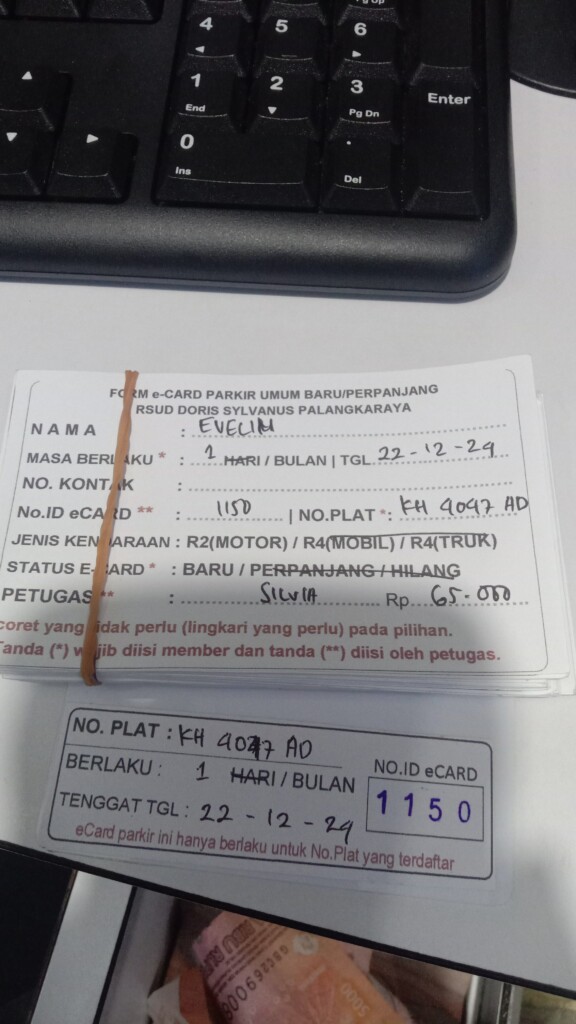 Pg Up
4
5
6
1
End
2
3
Pg Dn
Enter
0
Ins
.
Del
FORM e-CARD PARKIR UMUM BARU/PERPANJANG
RSUD DORIS SYLVANUS PALANGKARAYA
NAMA : EVELIN
MASA BERLAKU * : 1 HARI / BULAN | TGL 22-12-24
NO. KONTAK :
No.ID eCARD ** : 1150 | NO.PLAT *: KH 4047 AD
JENIS KENDARAAN : R2(MOTOR) / R4(MOBIL) / R4(TRUK)
STATUS E-CARD * : BARU / PERPANJANG / HILANG
PETUGAS ** : SILVIA Rp 65.000
coret yang tidak perlu (lingkari yang perlu) pada pilihan.
Tanda (*) wajib diisi member dan tanda (**) diisi oleh petugas.
NO. PLAT : KH 4047 AD
BERLAKU : 1 HARI / BULAN
NO.ID eCARD
1150
TENGGAT TGL : 22-12-24
eCard parkir ini hanya berlaku untuk No.Plat yang terdaftar
5000